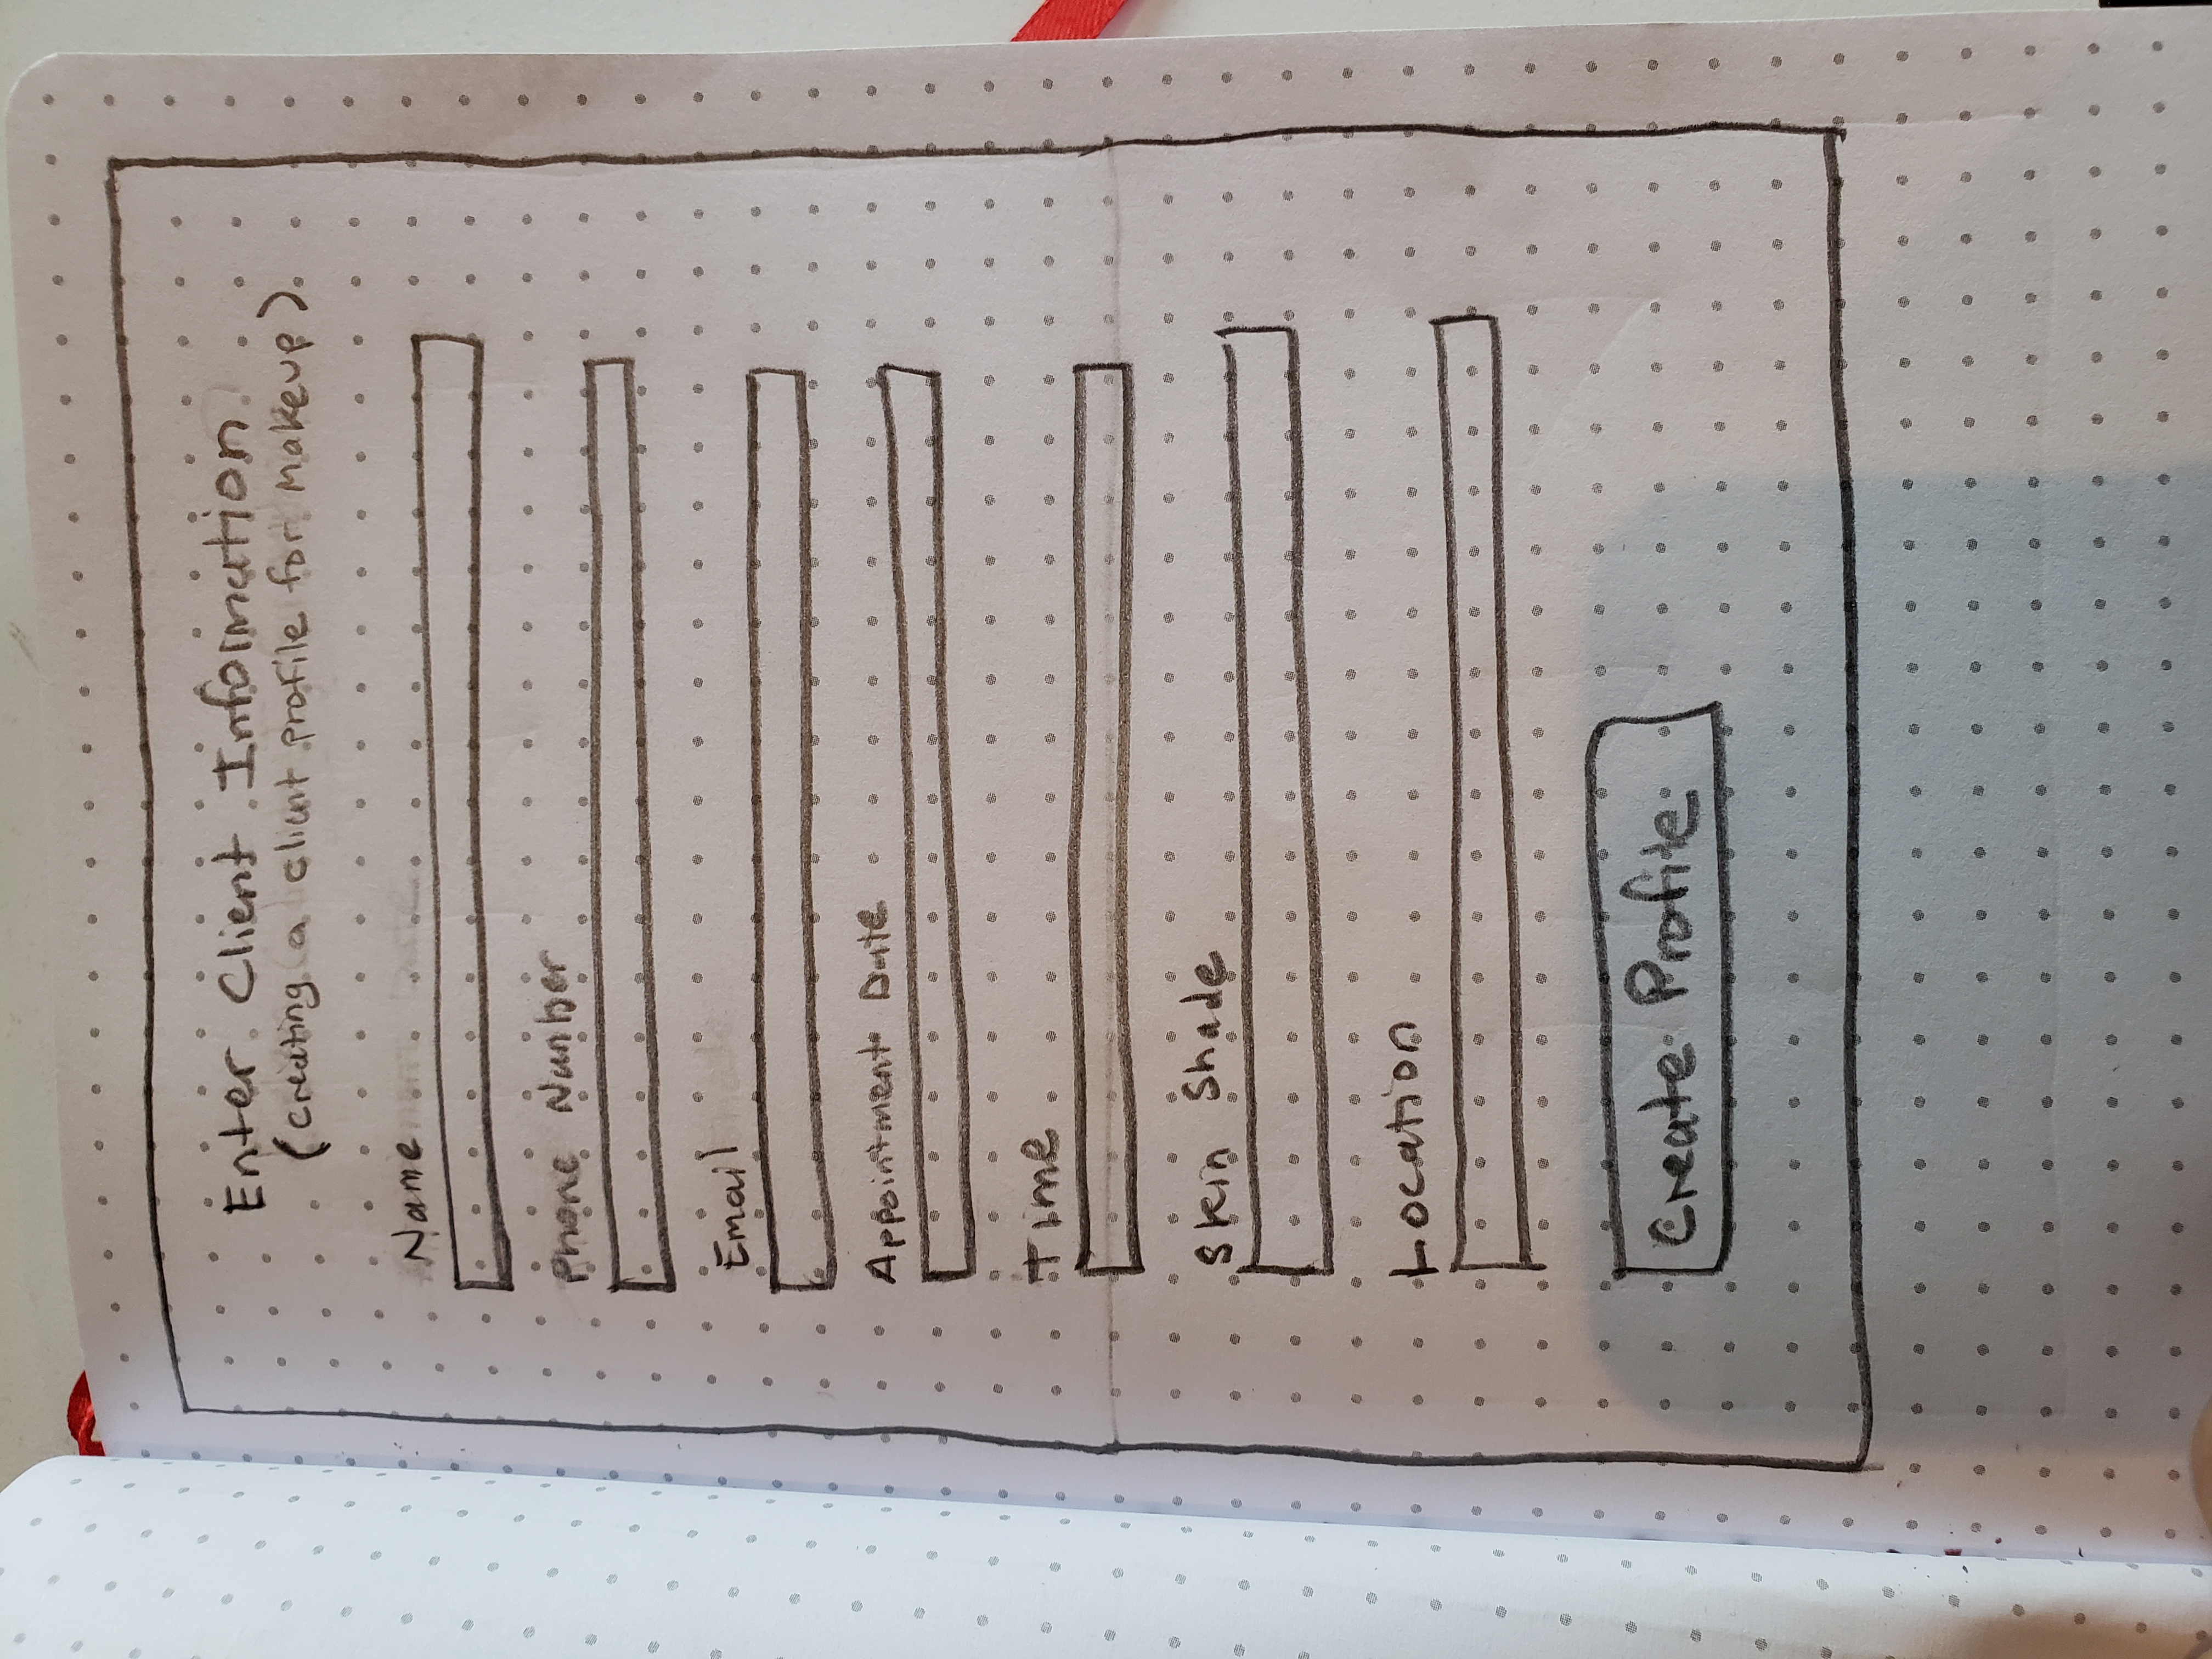 Enter Client Information
(creating a client profile for Makeup)
Name
Phone Number
Email
Appointment Date
Time
Skin Shade
Location
Create Profile